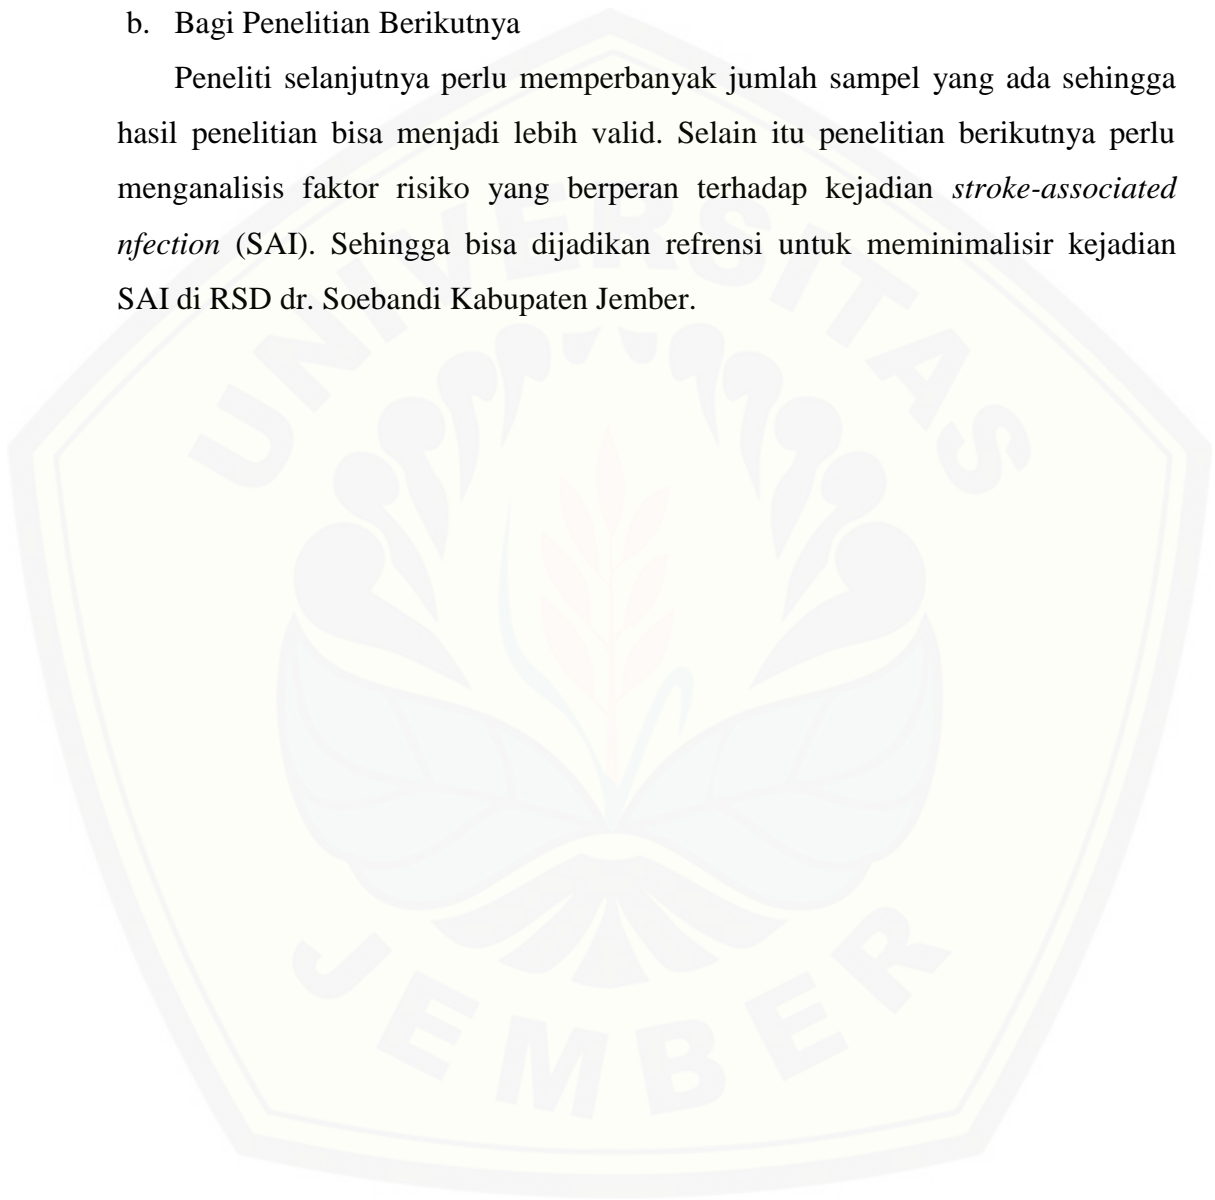 b. Bagi Penelitian Berikutnya
Peneliti selanjutnya perlu memperbanyak jumlah sampel yang ada sehingga
hasil penelitian bisa menjadi lebih valid. Selain itu penelitian berikutnya perlu
menganalisis faktor risiko yang berperan terhadap kejadian stroke-associated
nfection (SAI). Sehingga bisa dijadikan refrensi untuk meminimalisir kejadian
SAI di RSD dr. Soebandi Kabupaten Jember.
UNIVERSITAS
JEMBER